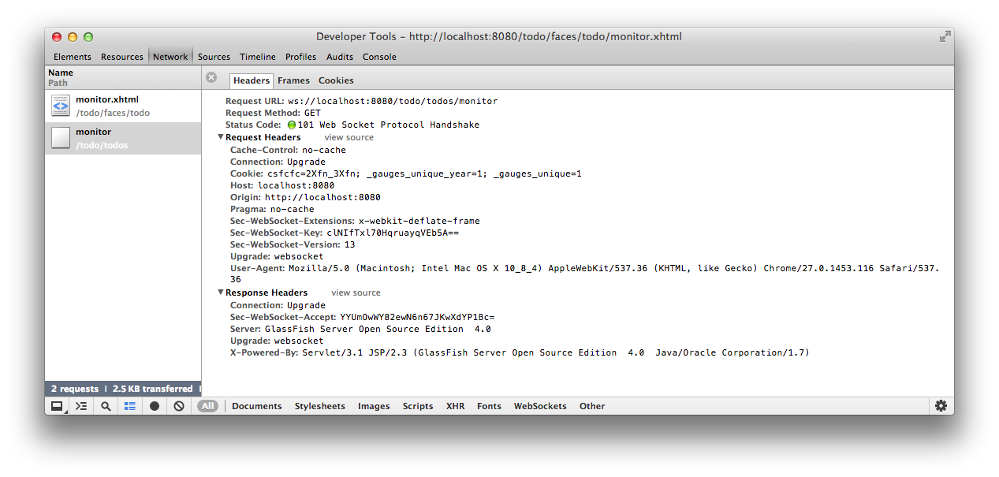 Developer Tools - http://localhost:8080/todo/faces/todo/monitor.xhtml
Elements Resources Network Sources Timeline Profiles Audits Console
Name
Path
Headers Frames Cookies
monitor.xhtml
/todo/faces/todo
monitor
/todo/todos
Request URL: ws://localhost:8080/todo/todos/monitor
Request Method: GET
Status Code: 101 Web Socket Protocol Handshake
Request Headers view source
Cache-Control: no-cache
Connection: Upgrade
Cookie: csfcfc=2Xfn_3Xfn; _gauges_unique_year=1; _gauges_unique=1
Host: localhost:8080
Origin: http://localhost:8080
Pragma: no-cache
Sec-WebSocket-Extensions: x-webkit-deflate-frame
Sec-WebSocket-Key: clNIfTxl70HqruayqVEb5A==
Sec-WebSocket-Version: 13
Upgrade: websocket
User-Agent: Mozilla/5.0 (Macintosh; Intel Mac OS X 10_8_4) AppleWebKit/537.36 (KHTML, like Gecko) Chrome/27.0.1453.116 Safari/537.
36
Response Headers view source
Connection: Upgrade
Sec-WebSocket-Accept: YYUmOwWY82ewN6n67JKwXdYP1Bc=
Server: GlassFish Server Open Source Edition  4.0
Upgrade: websocket
X-Powered-By: Servlet/3.1 JSP/2.3 (GlassFish Server Open Source Edition  4.0  Java/Oracle Corporation/1.7)
2 requests | 2.5 KB transferred |
All | Documents Stylesheets Images Scripts XHR Fonts WebSockets Other